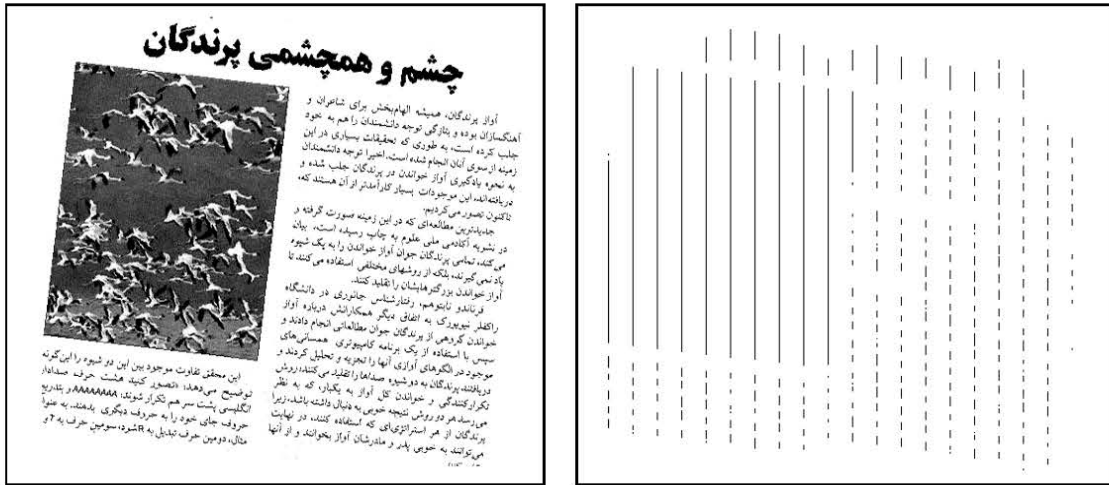 چشم و همچشمی پرندگان
آواز پرندگان، همیشه الهام‌بخش برای شاعران و
آهنگسازان بوده و بتازگی توجه دانشمندان را هم به خود
جلب کرده است، به طوری که تحقیقات بسیاری در این
زمینه از سوی آنان انجام شده است. اخیرا توجه دانشمندان
به نحوه یادگیری آواز خواندن در پرندگان جلب شده و
دریافته‌اند، این موجودات بسیار کارآمدتر از آن هستند که،
تاکنون تصور می‌کردیم.
جدیدترین مطالعه‌ای که در این زمینه صورت گرفته و
در نشریه آکادمی ملی علوم به چاپ رسیده است، بیان
می‌کند، تمامی پرندگان جوان آواز خواندن را به یک شیوه
یاد نمی‌گیرند، بلکه از روشهای مختلفی استفاده می‌کنند تا
آواز خواندن بزرگترهایشان را تقلید کنند.
فرناندو نابتوهم، رفتارشناس جانوری در دانشگاه
راکفلر نیویورک به اتفاق دیگر همکارانش درباره آواز
خواندن گروهی از پرندگان جوان مطالعاتی انجام دادند و
سپس با استفاده از یک برنامه کامپیوتری همسانی‌های
موجود در الگوهای آوازی آنها را تجزیه و تحلیل کردند و
دریافتند پرندگان به دو شیوه صداها را تقلید می‌کنند، روش
تکرارکنندگی و خواندن کل آواز به یکبار، که به نظر
می‌رسد هر دو روش نتیجه خوبی به دنبال داشته باشد. زیرا
پرندگان از هر استراتژی‌ای که استفاده کنند، در نهایت
می‌توانند به خوبی پدر و مادرشان آواز بخوانند و از آنها
این محقق تفاوت موجود بین این دو شیوه را این‌گونه
توضیح می‌دهد: «تصور کنید هشت حرف صدادار
انگلیسی پشت سر هم تکرار شوند: AAAAAAAA و بتدریج
حروف جای خود را به حروف دیگری بدهند. به عنوا
مثال، دومین حرف تبدیل به R شود، سومین حرف به ? و